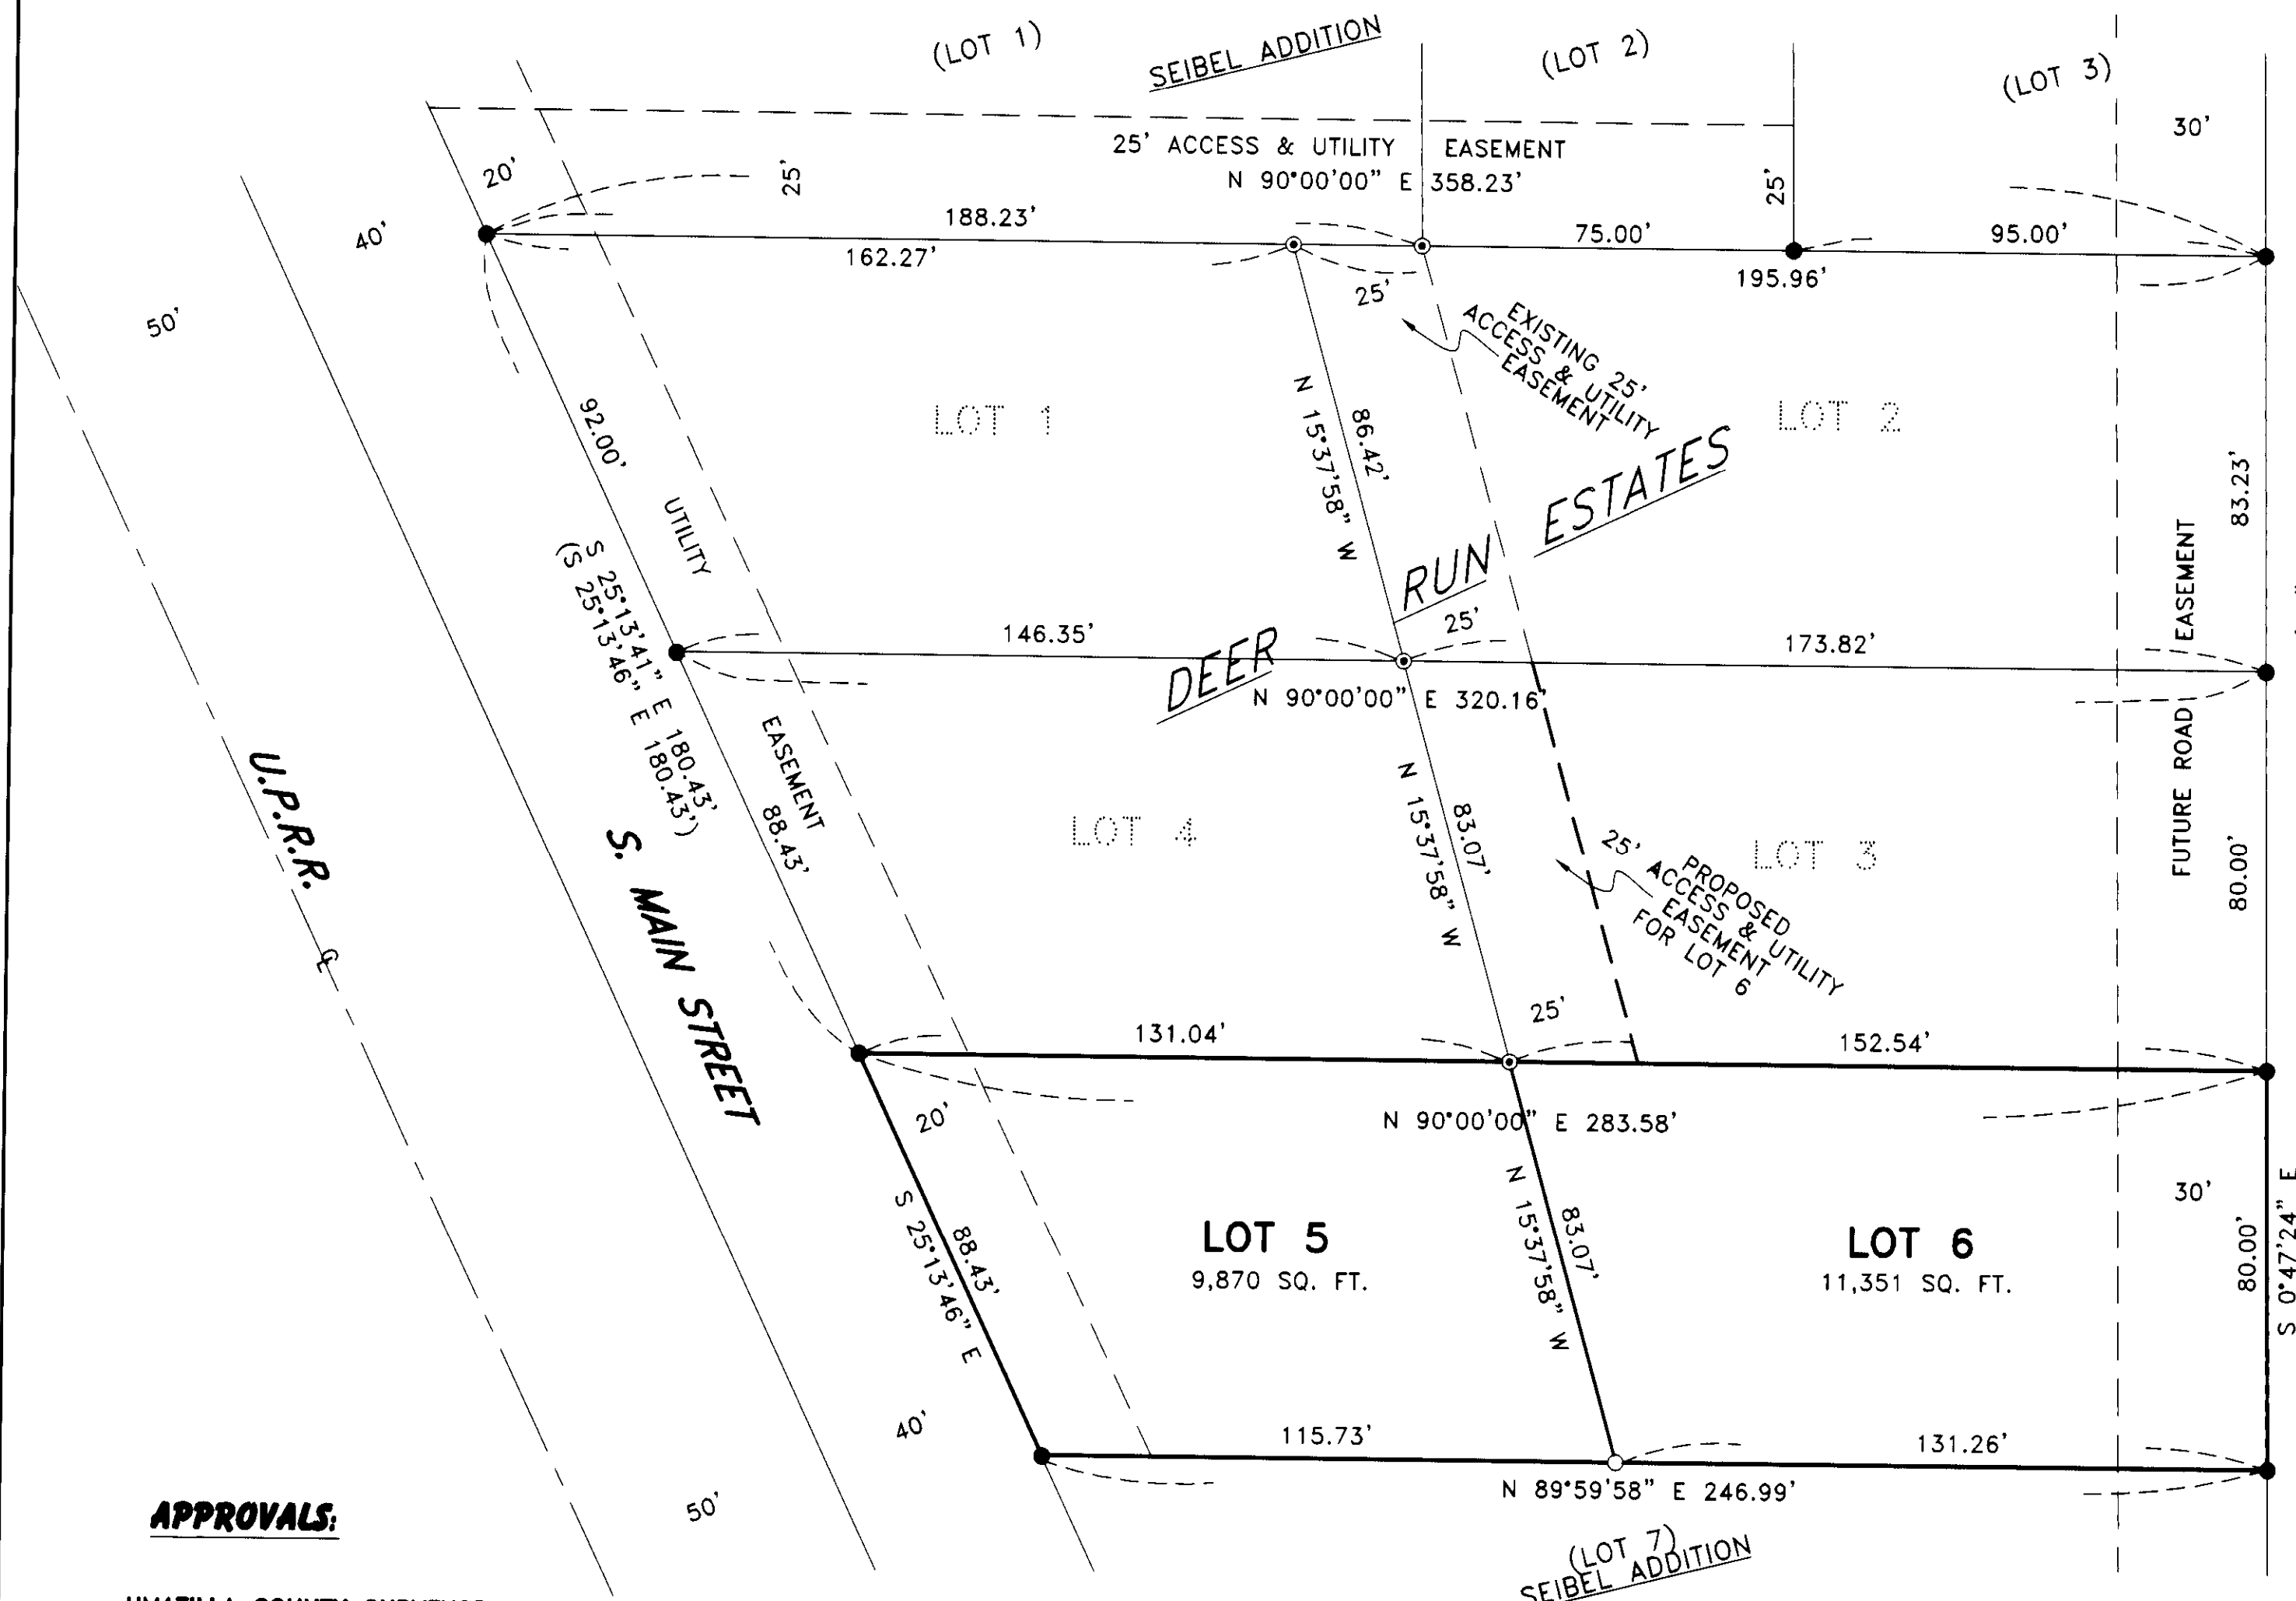 (LOT 1)
SEIBEL ADDITION
(LOT 2)
(LOT 3)
30'
25' ACCESS & UTILITY EASEMENT
N 90°00'00" E 358.23'
20'
25'
25'
40'
188.23'
75.00'
95.00'
162.27'
195.96'
25'
50'
EXISTING 25'
ACCESS & UTILITY
EASEMENT
92.00'
LOT 1
N 15°37'58" W
86.42'
LOT 2
83.23'
UTILITY
EASEMENT
S 25°13'41" E 180.43'
(S 25°13'46" E 180.43')
DEER RUN ESTATES
146.35'
25'
173.82'
N 90°00'00" E 320.16'
FUTURE ROAD EASEMENT
U.P.R.R.
S. MAIN STREET
88.43'
LOT 4
N 15°37'58" W
83.07'
LOT 3
80.00'
PROPOSED
25' ACCESS & UTILITY
EASEMENT
FOR LOT 6
131.04'
25'
152.54'
20'
N 90°00'00" E 283.58'
30'
S 25°13'46" E
88.43'
LOT 5
9,870 SQ. FT.
N 15°37'58" W
83.07'
LOT 6
11,351 SQ. FT.
80.00'
S 0°47'24" E
40'
115.73'
131.26'
N 89°59'58" E 246.99'
50'
APPROVALS:
(LOT 7)
SEIBEL ADDITION
UMATILLA COUNTY SURVEYOR